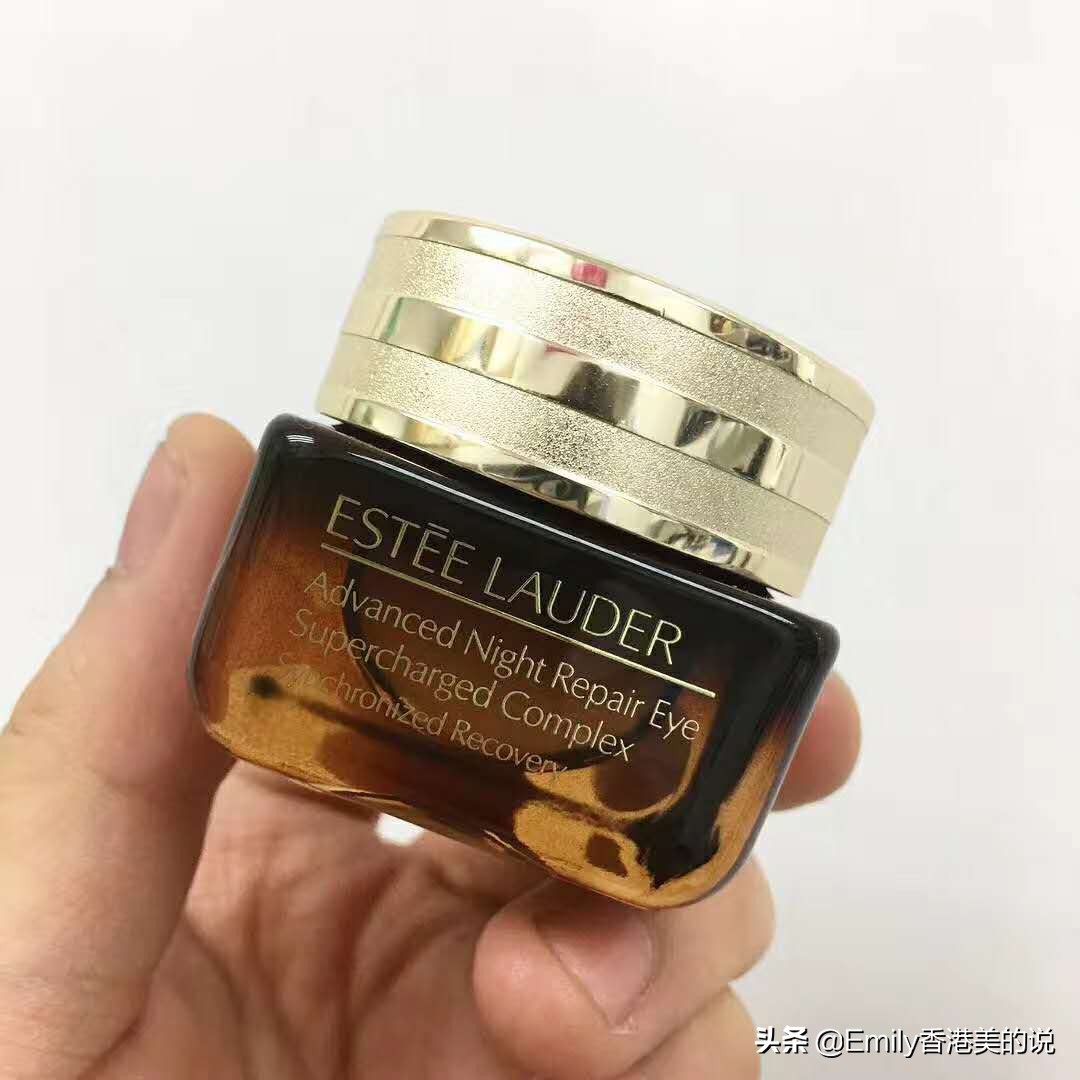 ESTĒE LAUDER
Advanced Night Repair Eye
Supercharged Complex
Synchronized Recovery
头条 @Emily香港美的说